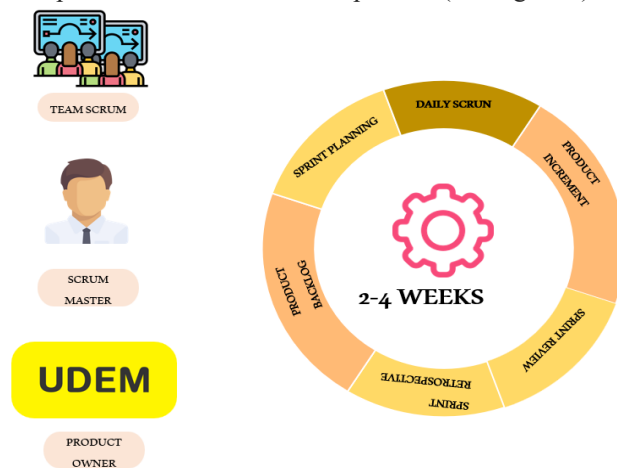 TEAM SCRUM
SCRUM
MASTER
UDEM
PRODUCT
OWNER
DAILY SCRUN
SPRINT PLANNING
PRODUCT
INCREMENT
PRODUCT
BACKLOG
2-4 WEEKS
SPRINT REVIEW
SPRINT
RETROSPECTIVE